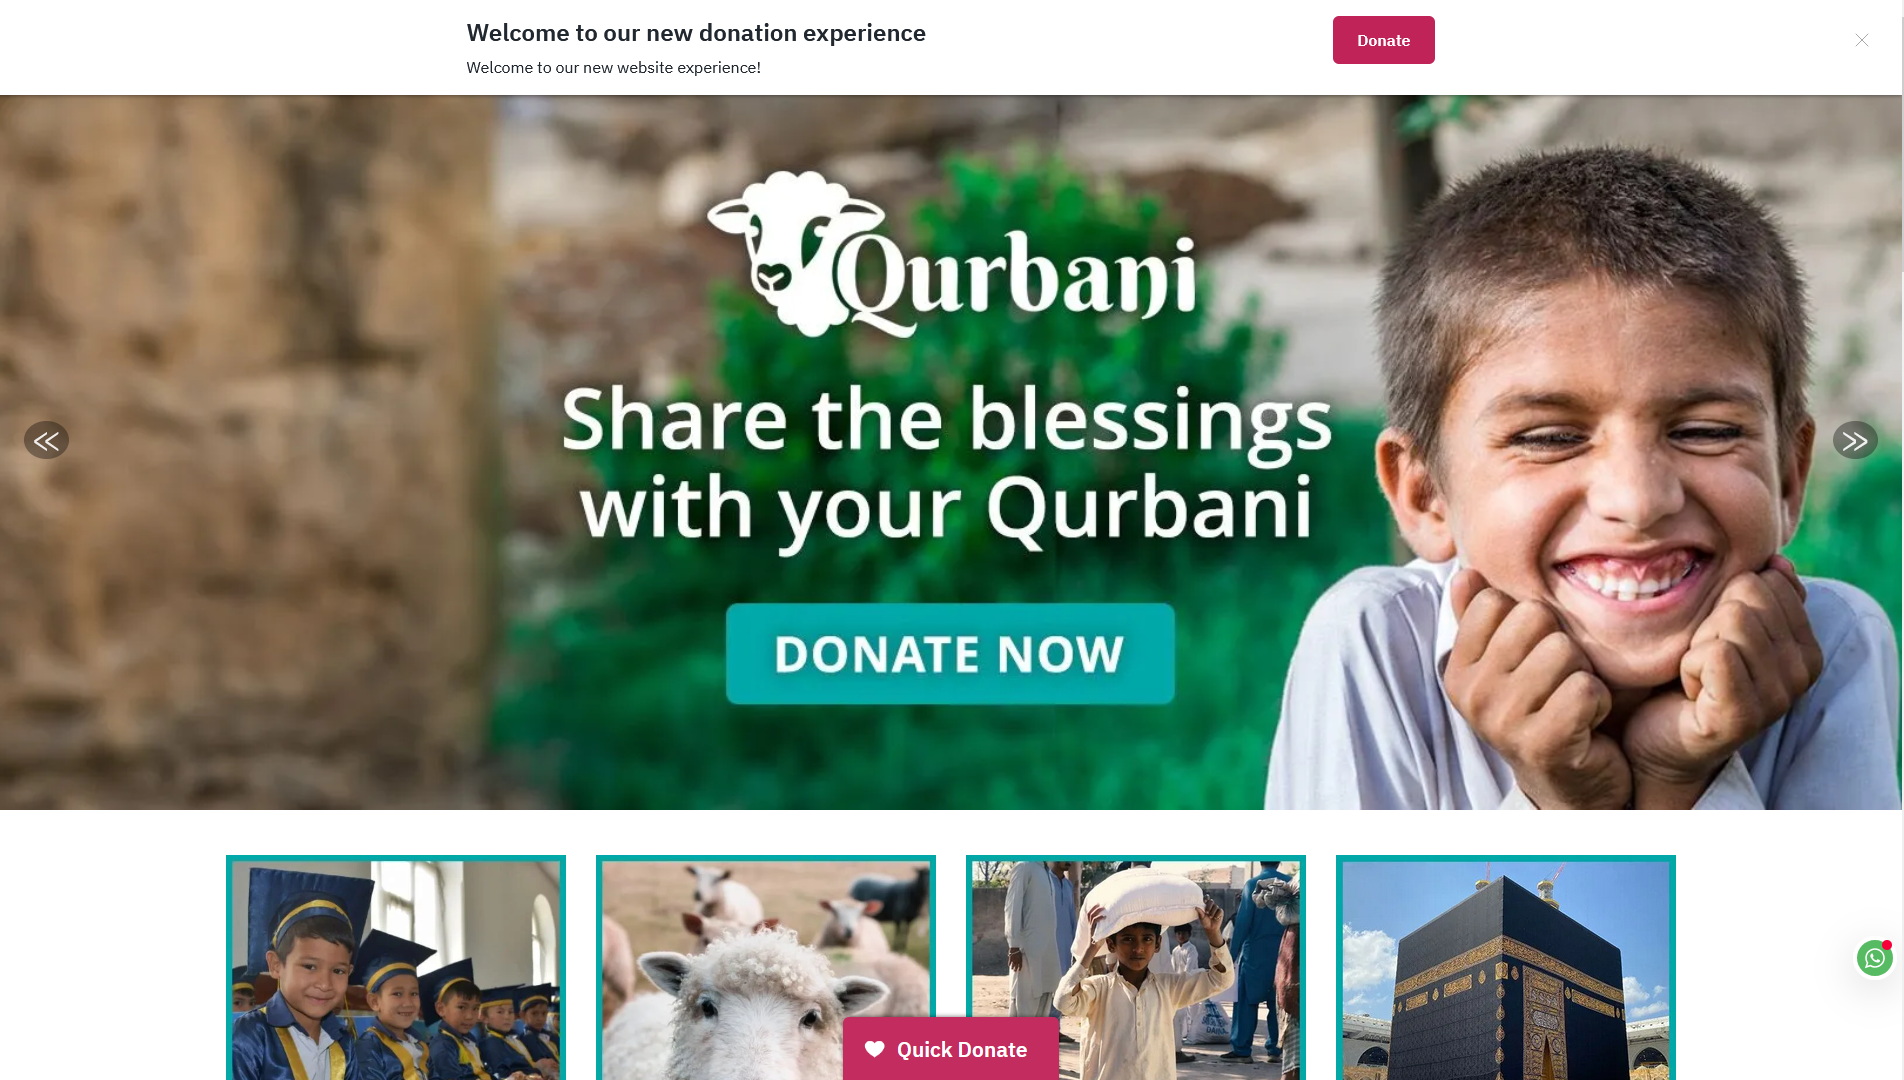 Welcome to our new donation experience
Welcome to our new website experience!
Donate
Qurbani
Share the blessings
with your Qurbani
DONATE NOW
Quick Donate